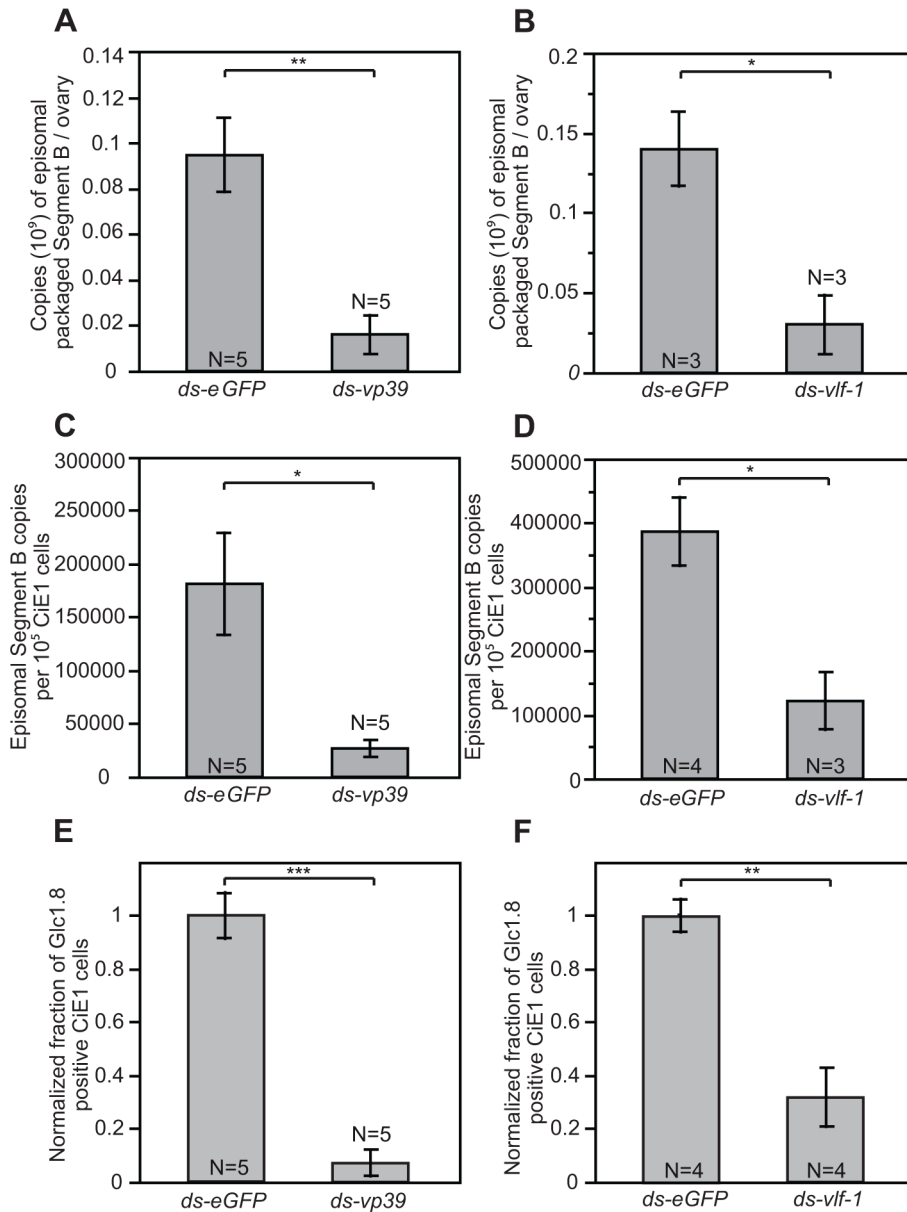 A
Copies (10⁹) of episomal
packaged Segment B / ovary
0.14
0.12
0.1
0.08
0.06
0.04
0.02
0
**
N=5
N=5
ds-eGFP
ds-vp39
B
Copies (10⁹) of episomal
packaged Segment B / ovary
0.2
0.15
0.1
0.05
0
*
N=3
N=3
ds-eGFP
ds-vlf-1
C
Episomal Segment B copies
per 10⁵ CiE1 cells
300000
250000
200000
150000
100000
50000
0
*
N=5
N=5
ds-eGFP
ds-vp39
D
Episomal Segment B copies
per 10⁵ CiE1 cells
500000
400000
300000
200000
100000
0
*
N=4
N=3
ds-eGFP
ds-vlf-1
E
Normalized fraction of Glc1.8
positive CiE1 cells
1
0.8
0.6
0.4
0.2
0
***
N=5
N=5
ds-eGFP
ds-vp39
F
Normalized fraction of Glc1.8
positive CiE1 cells
1
0.8
0.6
0.4
0.2
0
**
N=4
N=4
ds-eGFP
ds-vlf-1